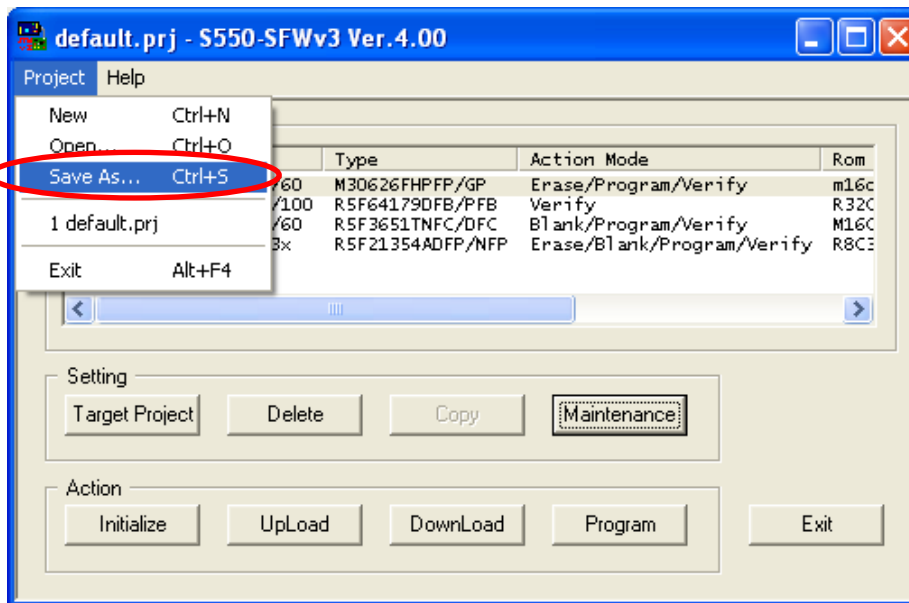 default.prj - S550-SFWv3 Ver.4.00
Project Help
New Ctrl+N
Open... Ctrl+O
Save As... Ctrl+S
1 default.prj
Exit Alt+F4
Type Action Mode Rom
/60 M30626FHPFP/GP Erase/Program/Verify m16c
/100 R5F64179DFB/PFB Verify R32C
/60 R5F3651TNFC/DFC Blank/Program/Verify M16C
3x R5F21354ADFP/NFP Erase/Blank/Program/Verify R8C3
Setting
Target Project Delete Copy Maintenance
Action
Initialize UpLoad DownLoad Program Exit